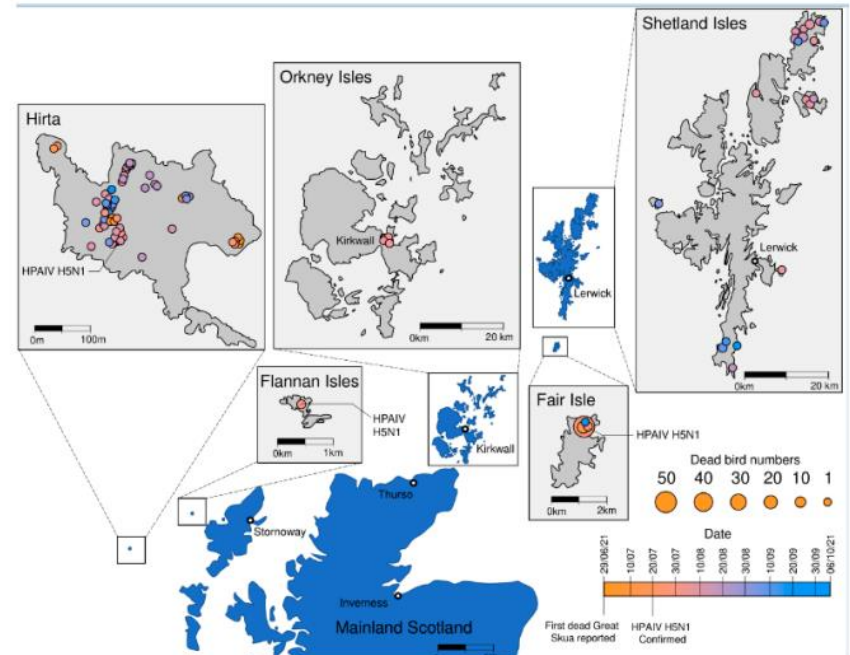 Shetland Isles
Orkney Isles
Hirta
Kirkwall
Lerwick
HPAIV H5N1
Lerwick
0m 100m
0km 20 km
0km 20 km
Flannan Isles
HPAIV
H5N1
0km 1km
Kirkwall
Fair Isle
HPAIV H5N1
0km 2km
Dead bird numbers
50 40 30 20 10 1
Date
29/06/21 10/07 20/07 30/07 10/08 20/08 30/07 10/08 20/09 30/09 06/10/21
First dead Great
Skua reported
HPAIV H5N1
Confirmed
Thurso
Stornoway
Inverness
Mainland Scotland